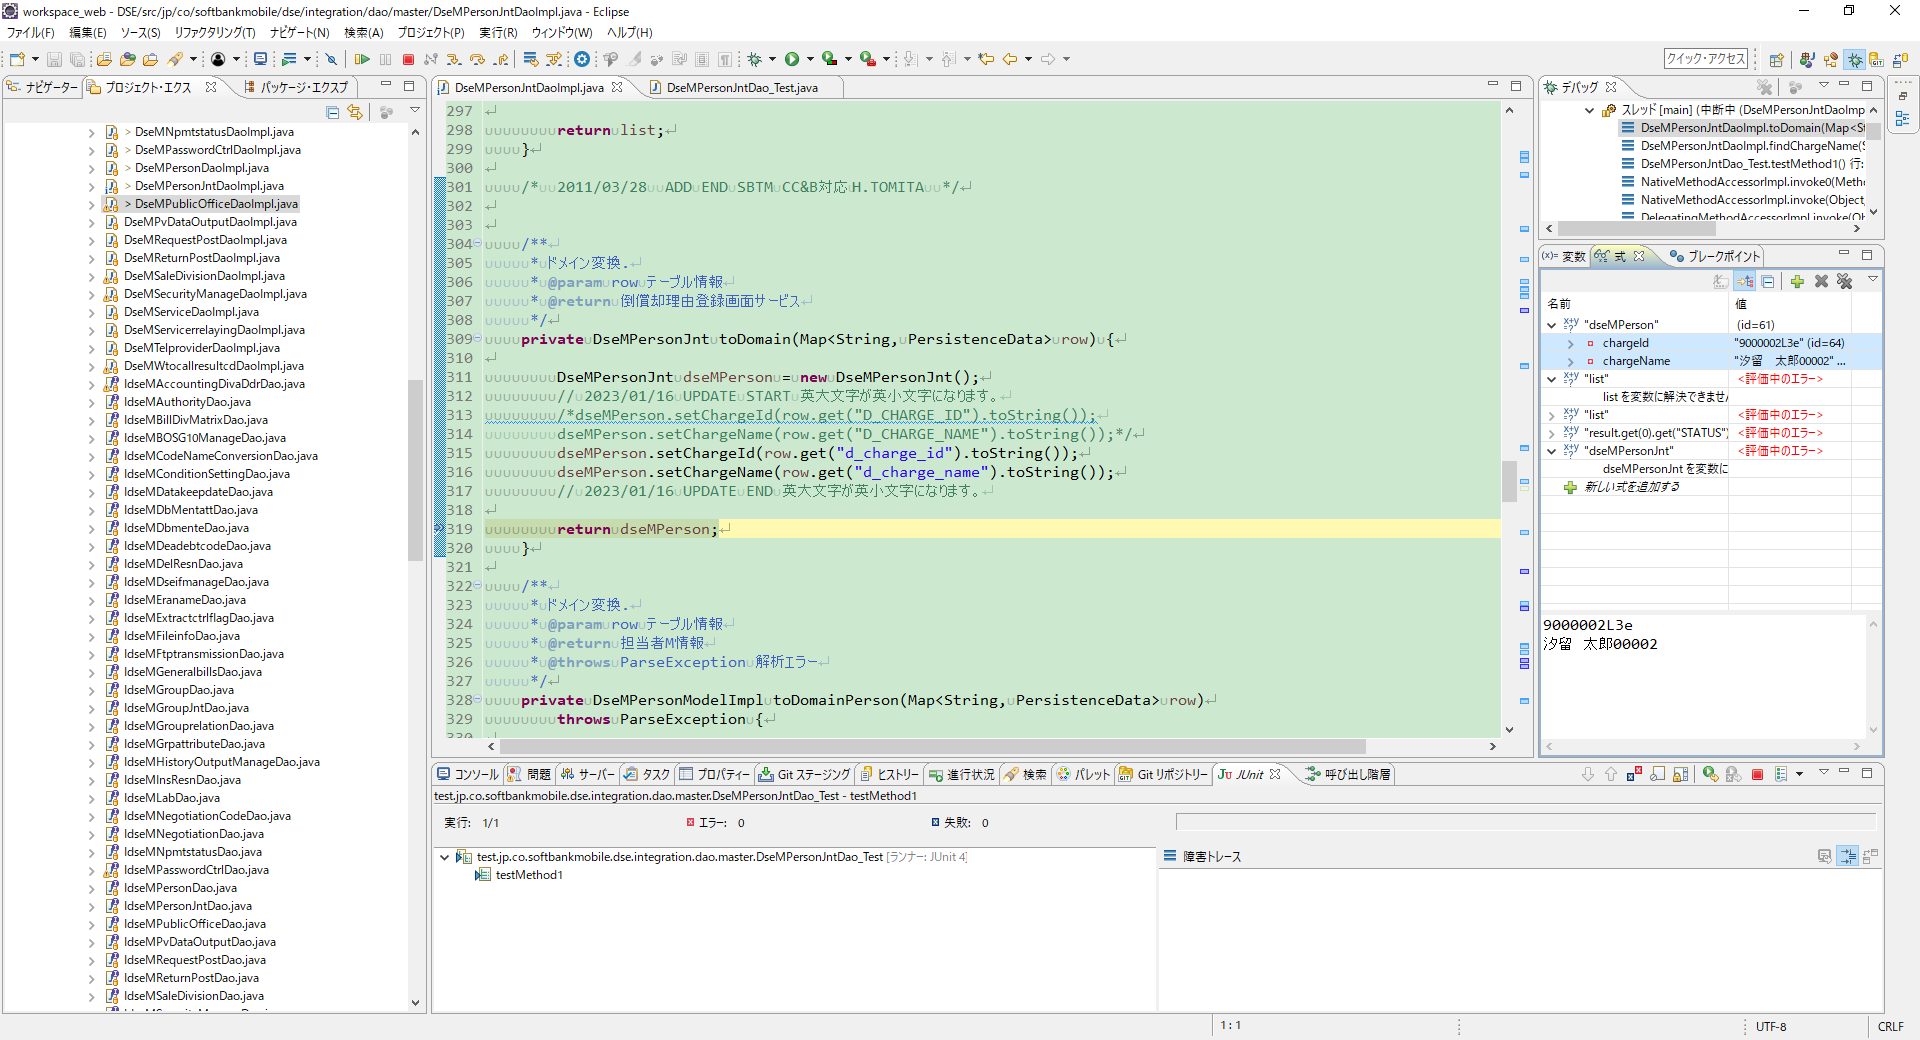 workspace_web - DSE/src/jp/co/softbankmobile/dse/integration/dao/master/DseMPersonJntDaoImpl.java - Eclipse
ファイル(F) 編集(E) ソース(S) リファクタリング(T) ナビゲート(N) 検索(A) プロジェクト(P) 実行(R) ウィンドウ(W) ヘルプ(H)
クイック・アクセス
ナビゲーター プロジェクト・エクス パッケージ・エクスプ
> DseMNpmtstatusDaoImpl.java
> DseMPasswordCtrlDaoImpl.java
> DseMPersonDaoImpl.java
> DseMPersonJntDaoImpl.java
> DseMPublicOfficeDaoImpl.java
DseMPvDataOutputDaoImpl.java
DseMRequestPostDaoImpl.java
DseMReturnPostDaoImpl.java
DseMSaleDivisionDaoImpl.java
DseMSecurityManageDaoImpl.java
DseMServiceDaoImpl.java
DseMServicerrelayingDaoImpl.java
DseMTelproviderDaoImpl.java
DseMWtocallresultcdDaoImpl.java
IdseMAccountingDivaDdrDao.java
IdseMAuthorityDao.java
IdseMBillDivMatrixDao.java
IdseMBOSG10ManageDao.java
IdseMCodeNameConversionDao.java
IdseMConditionSettingDao.java
IdseMDatakeepdateDao.java
IdseMDbMentattDao.java
IdseMDbmenteDao.java
IdseMDeadebtcodeDao.java
IdseMDelResnDao.java
IdseMDseifmanageDao.java
IdseMEranameDao.java
IdseMExtractctrlflagDao.java
IdseMFileinfoDao.java
IdseMFtptransmissionDao.java
IdseMGeneralbillsDao.java
IdseMGroupDao.java
IdseMGroupJntDao.java
IdseMGrouprelationDao.java
IdseMGrpattributeDao.java
IdseMHistoryOutputManageDao.java
IdseMInsResnDao.java
IdseMLabDao.java
IdseMNegotiationCodeDao.java
IdseMNegotiationDao.java
IdseMNpmtstatusDao.java
IdseMPasswordCtrlDao.java
IdseMPersonDao.java
IdseMPersonJntDao.java
IdseMPublicOfficeDao.java
IdseMPvDataOutputDao.java
IdseMRequestPostDao.java
IdseMReturnPostDao.java
IdseMSaleDivisionDao.java
DseMPersonJntDaoImpl.java DseMPersonJntDao_Test.java
297
298 return list;
299 }
300
301 /* 2011/03/28 ADD END SBTM CC&B対応 H.TOMITA */
302
303
304 /**
305 * ドメイン変換.
306 * @param row テーブル情報
307 * @return 倒償却理由登録画面サービス
308 */
309 private DseMPersonJnt toDomain(Map<String, PersistenceData> row) {
310
311 DseMPersonJnt dseMPerson = new DseMPersonJnt();
312 // 2023/01/16 UPDATE START 英大文字が英小文字になります。
313 /*dseMPerson.setChargeId(row.get("D_CHARGE_ID").toString());
314 dseMPerson.setChargeName(row.get("D_CHARGE_NAME").toString());*/
315 dseMPerson.setChargeId(row.get("d_charge_id").toString());
316 dseMPerson.setChargeName(row.get("d_charge_name").toString());
317 // 2023/01/16 UPDATE END 英大文字が英小文字になります。
318
319 return dseMPerson;
320 }
321
322 /**
323 * ドメイン変換.
324 * @param row テーブル情報
325 * @return 担当者M情報
326 * @throws ParseException 解析エラー
327 */
328 private DseMPersonModelImpl toDomainPerson(Map<String, PersistenceData> row)
329 throws ParseException {
330
デバッグ
スレッド [main] (中断中 (DseMPersonJntDaoImp
DseMPersonJntDaoImpl.toDomain(Map<St
DseMPersonJntDaoImpl.findChargeName(S
DseMPersonJntDao_Test.testMethod1() 行:
NativeMethodAccessorImpl.invoke0(Metho
NativeMethodAccessorImpl.invoke(Object,
DelegatingMethodAccessorImpl.invoke(Ob
(x)= 変数 式 ブレークポイント
名前 値
"dseMPerson" (id=61)
chargeId "9000002L3e" (id=64)
chargeName "汐留　太郎00002" ...
"list" <評価中のエラー>
list を変数に解決できません
"list" <評価中のエラー>
"result.get(0).get("STATUS") <評価中のエラー>
"dseMPersonJnt" <評価中のエラー>
dseMPersonJnt を変数に
新しい式を追加する
9000002L3e
汐留　太郎00002
コンソール 問題 サーバー タスク プロパティー Git ステージング ヒストリー 進行状況 検索 パレット Git リポジトリー JUnit 呼び出し階層
test.jp.co.softbankmobile.dse.integration.dao.master.DseMPersonJntDao_Test - testMethod1
実行: 1/1 エラー: 0 失敗: 0
test.jp.co.softbankmobile.dse.integration.dao.master.DseMPersonJntDao_Test [ランナー: JUnit 4]
testMethod1
障害トレース
1 : 1 UTF-8 CRLF